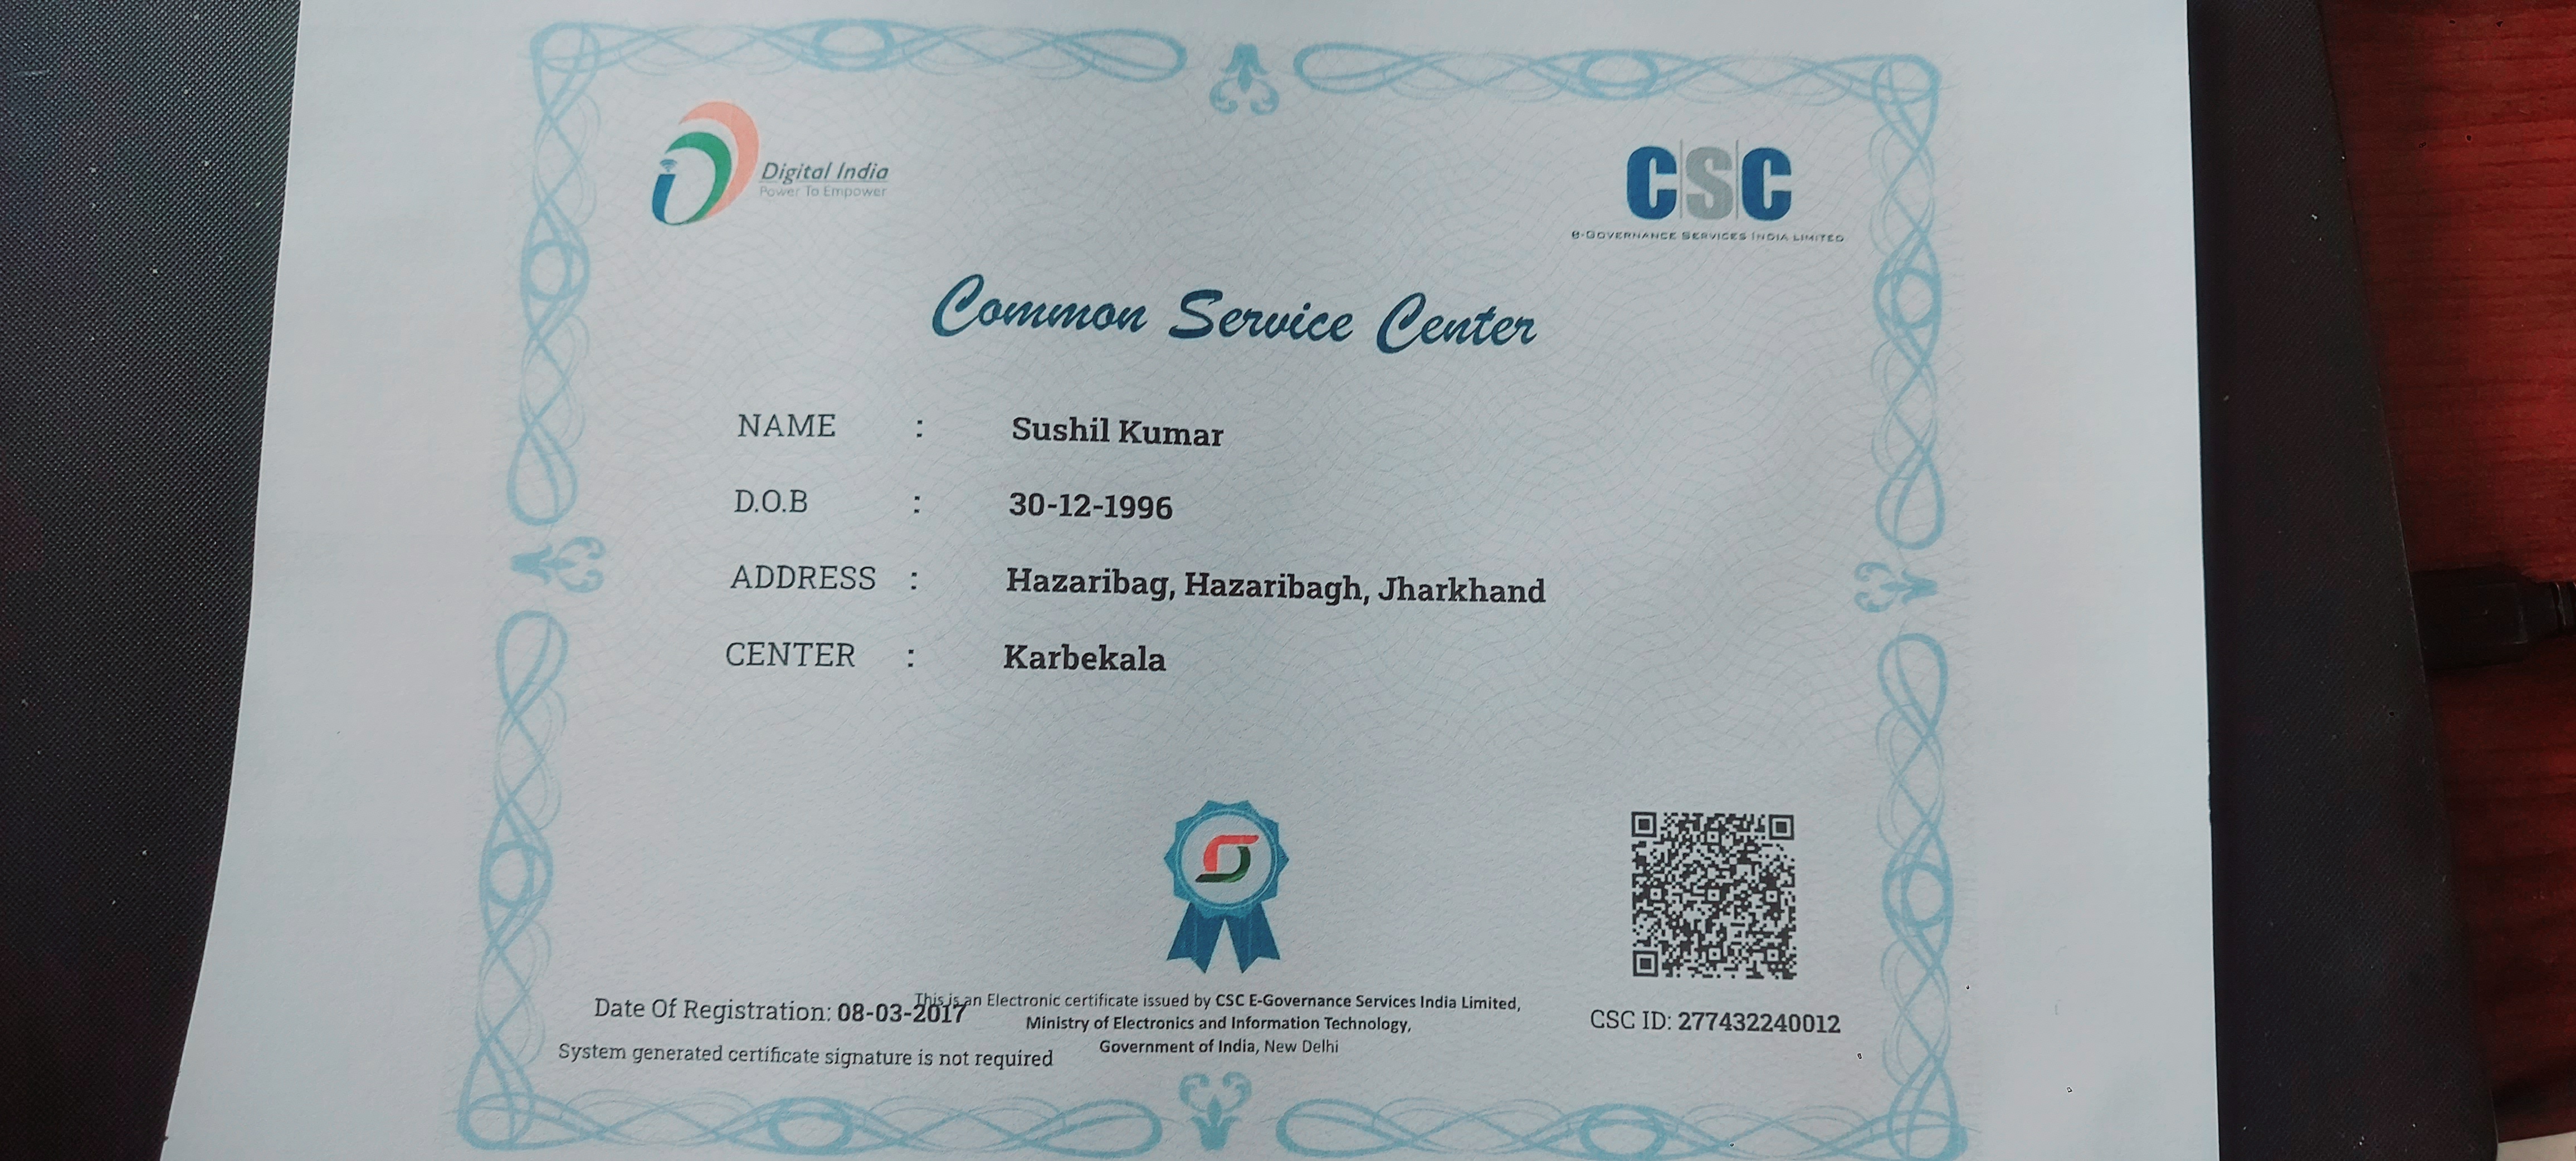 Digital India
Power To Empower
CSC
e-Governance Services India Limited
Common Service Center
NAME : Sushil Kumar
D.O.B : 30-12-1996
ADDRESS : Hazaribag, Hazaribagh, Jharkhand
CENTER : Karbekala
Date Of Registration: 08-03-2017
System generated certificate signature is not required
This is an Electronic certificate issued by CSC E-Governance Services India Limited,
Ministry of Electronics and Information Technology,
Government of India, New Delhi
CSC ID: 277432240012